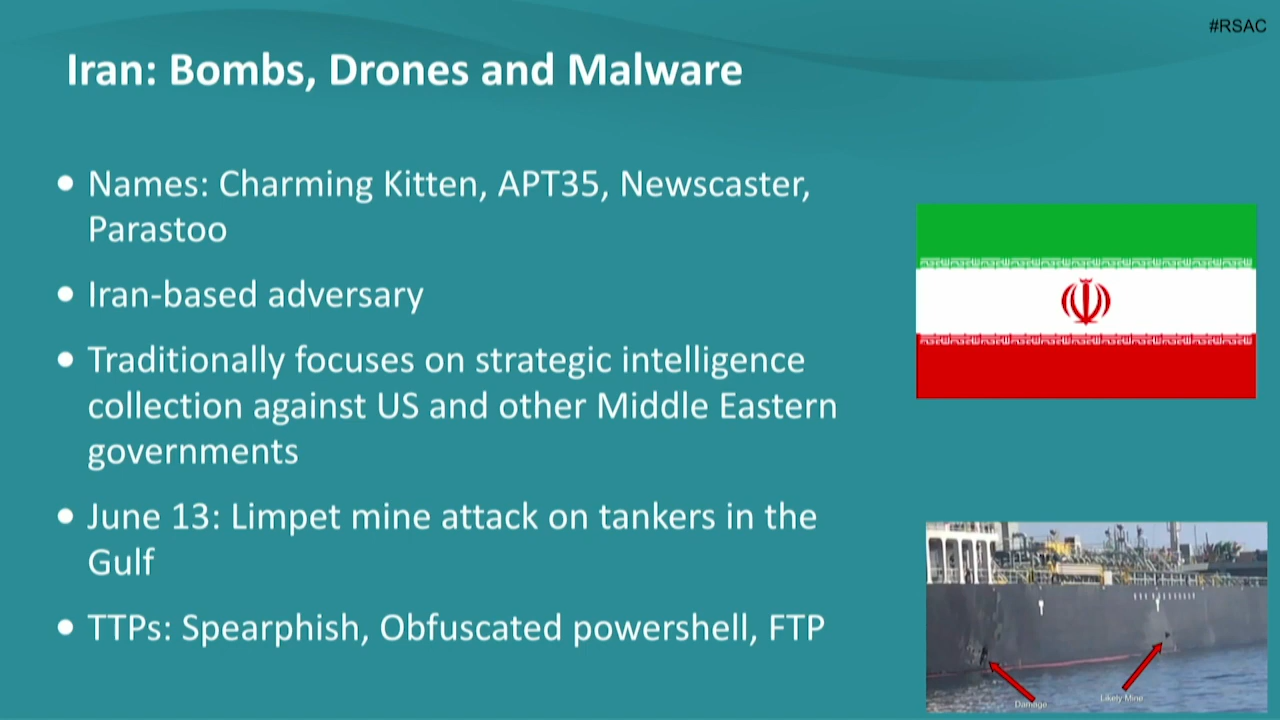 #RSAC
Iran: Bombs, Drones and Malware
• Names: Charming Kitten, APT35, Newscaster,
Parastoo
• Iran-based adversary
• Traditionally focuses on strategic intelligence
collection against US and other Middle Eastern
governments
• June 13: Limpet mine attack on tankers in the
Gulf
• TTPs: Spearphish, Obfuscated powershell, FTP
Damage
Likely Mine